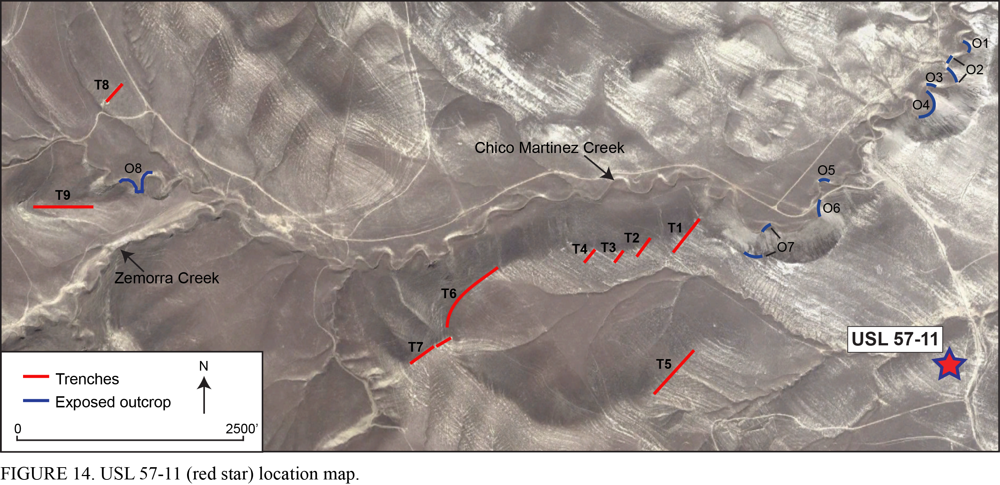 O1
O2
O3
T8
O4
Chico Martinez Creek
O8
O5
T9
O6
T1
T2
T3
T4
O7
Zemorra Creek
T6
USL 57-11
T7
T5
N
Trenches
Exposed outcrop
0 2500’
FIGURE 14. USL 57-11 (red star) location map.